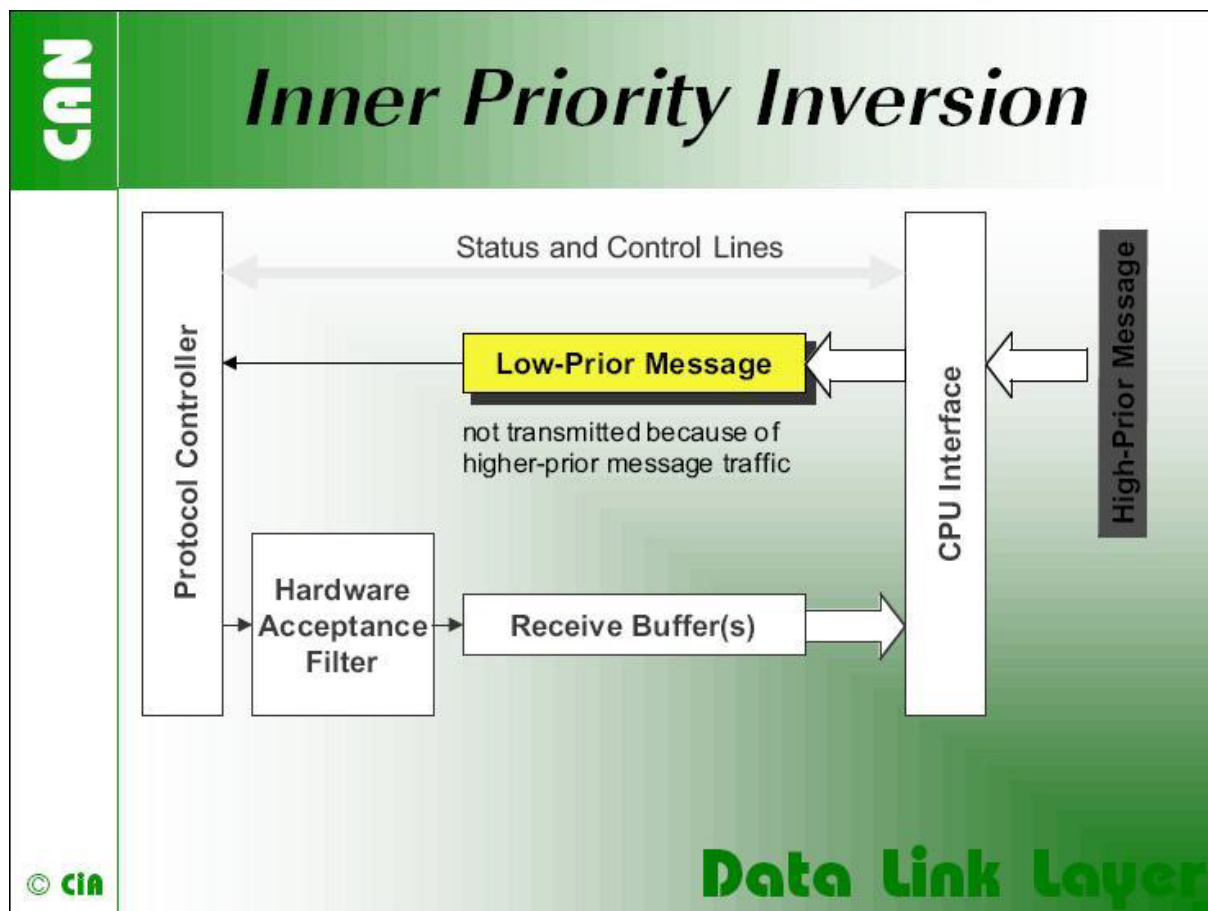 CAN
Inner Priority Inversion
Status and Control Lines
Protocol Controller
Low-Prior Message
not transmitted because of
higher-prior message traffic
CPU Interface
High-Prior Message
Hardware
Acceptance
Filter
Receive Buffer(s)
© CiA
Data Link Layer